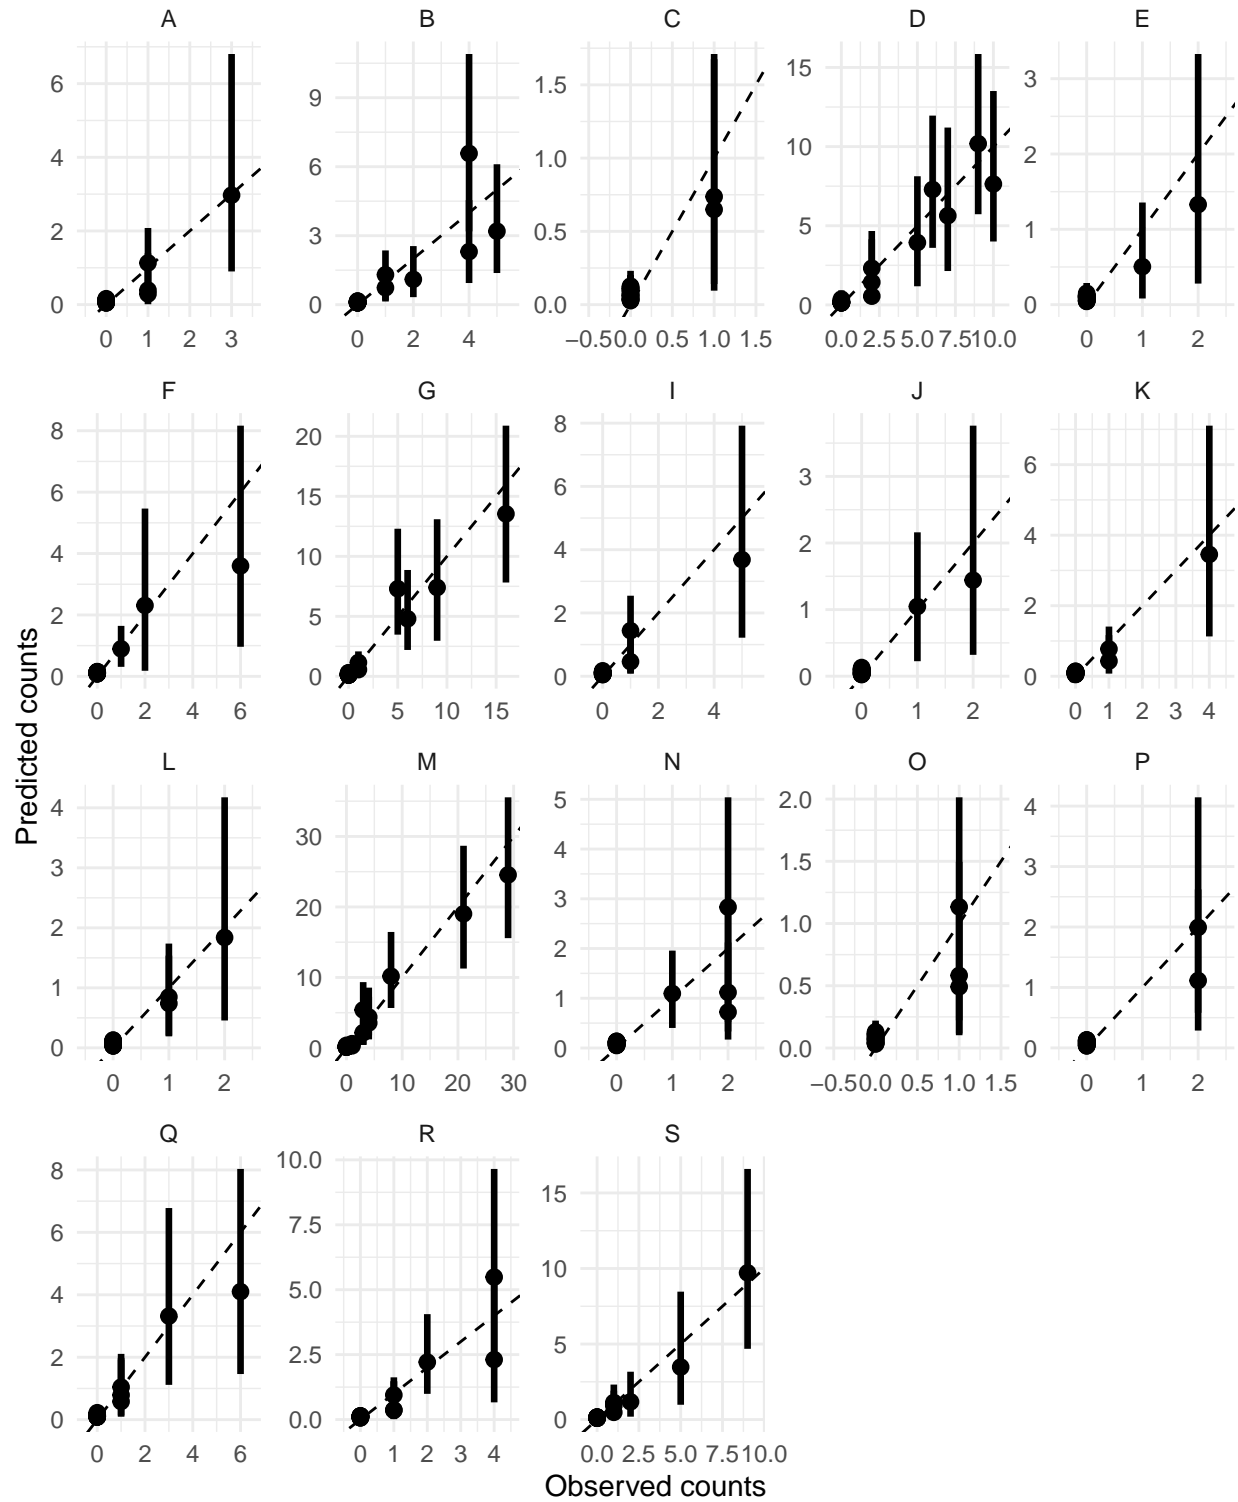 A B C D E
6 4 2 0
9 6 3 0
1.5 1.0 0.5 0.0
15 10 5 0
3 2 1 0
0 1 2 3
0 2 4
−0.5 0.0 0.5 1.0 1.5
0.0 2.5 5.0 7.5 10.0
0 1 2
F G I J K
8 6 4 2 0
20 15 10 5 0
8 6 4 2 0
3 2 1 0
6 4 2 0
0 2 4 6
0 5 10 15
0 2 4
0 1 2
0 1 2 3 4
Predicted counts
L M N O P
4 3 2 1 0
30 20 10 0
5 4 3 2 1 0
2.0 1.5 1.0 0.5 0.0
4 3 2 1 0
0 1 2
0 10 20 30
0 1 2
−0.5 0.0 0.5 1.0 1.5
0 1 2
Q R S
8 6 4 2 0
10.0 7.5 5.0 2.5 0.0
15 10 5 0
0 2 4 6
0 1 2 3 4
0.0 2.5 5.0 7.5 10.0
Observed counts